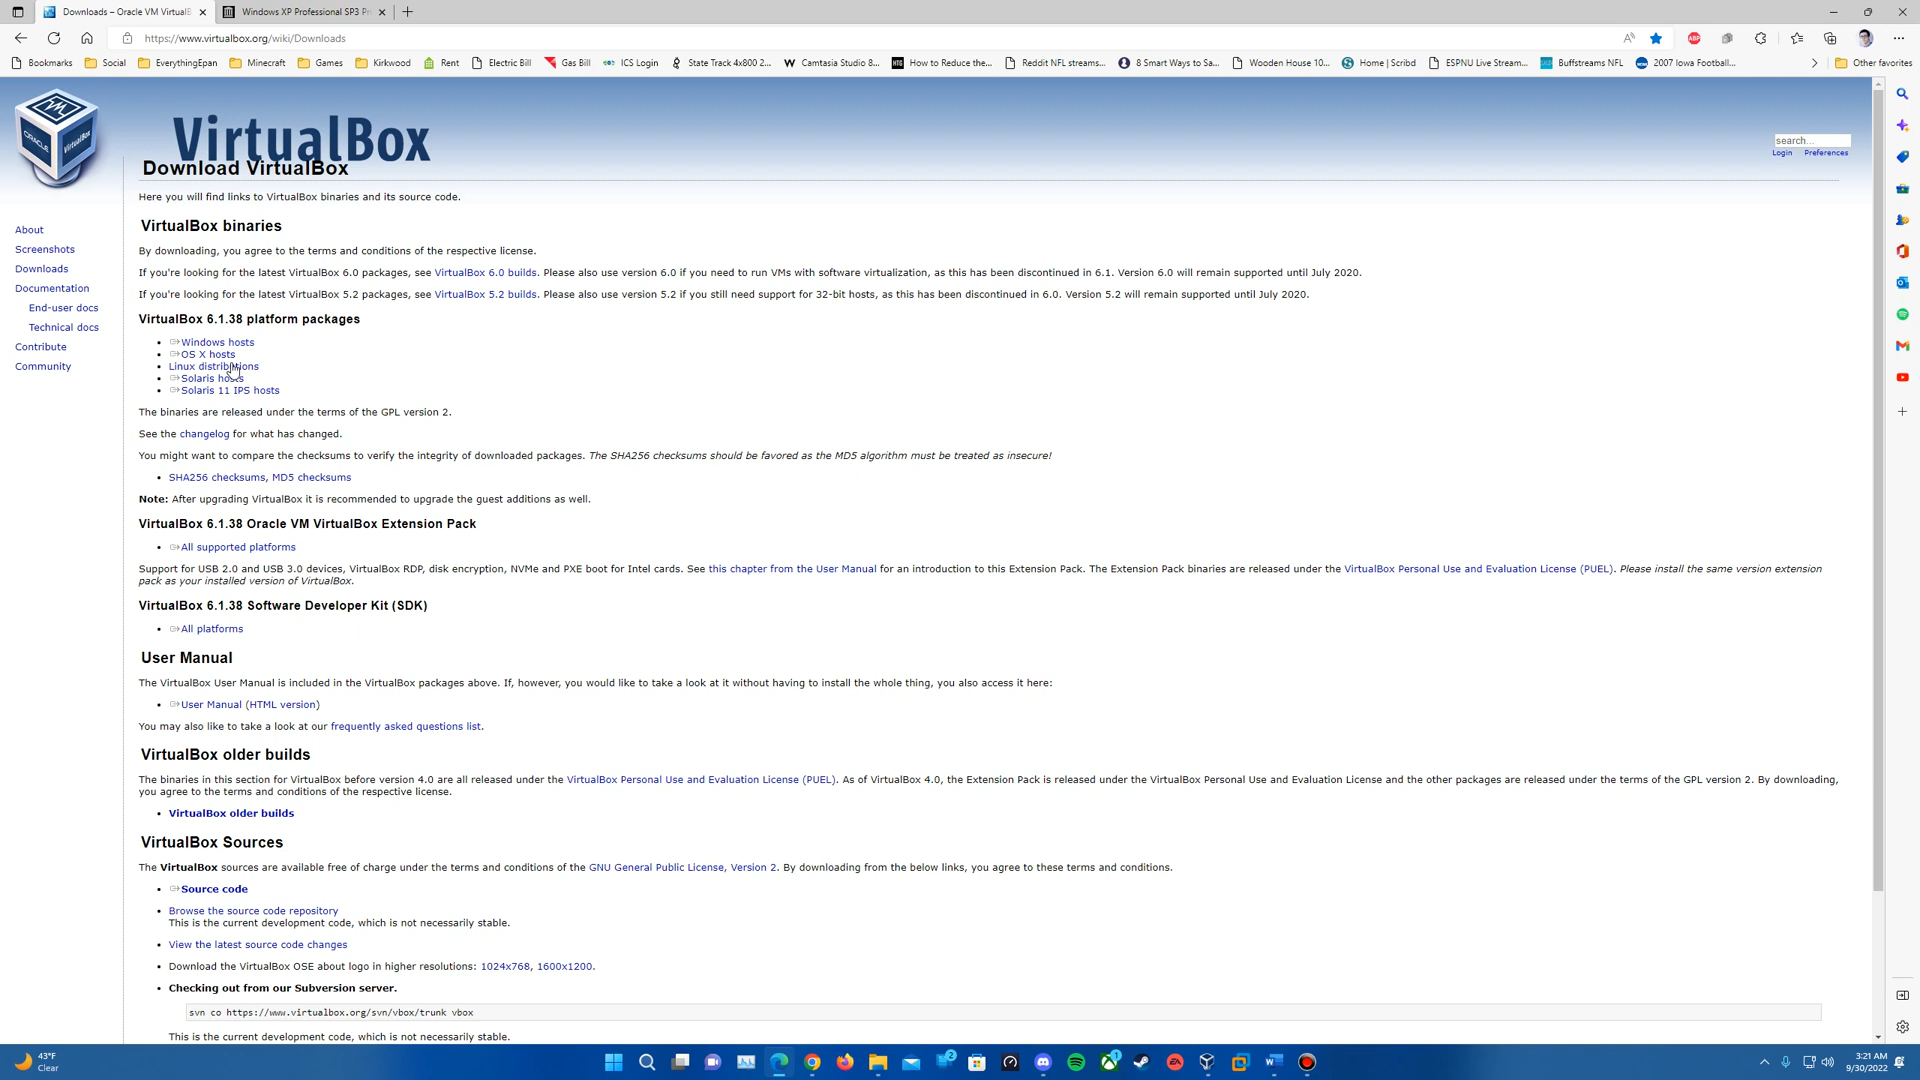 Downloads – Oracle VM VirtualB
Windows XP Professional SP3 Pr
https://www.virtualbox.org/wiki/Downloads
Bookmarks
Social
EverythingEpan
Minecraft
Games
Kirkwood
Rent
Electric Bill
Gas Bill
ICS Login
State Track 4x800 2...
Camtasia Studio 8...
How to Reduce the...
Reddit NFL streams...
8 Smart Ways to Sa...
Wooden House 10...
Home | Scribd
ESPNU Live Stream...
Buffstreams NFL
2007 Iowa Football...
Other favorites
VirtualBox
search...
Login Preferences
Download VirtualBox
Here you will find links to VirtualBox binaries and its source code.
About
Screenshots
Downloads
Documentation
End-user docs
Technical docs
Contribute
Community
VirtualBox binaries
By downloading, you agree to the terms and conditions of the respective license.
If you're looking for the latest VirtualBox 6.0 packages, see VirtualBox 6.0 builds. Please also use version 6.0 if you need to run VMs with software virtualization, as this has been discontinued in 6.1. Version 6.0 will remain supported until July 2020.
If you're looking for the latest VirtualBox 5.2 packages, see VirtualBox 5.2 builds. Please also use version 5.2 if you still need support for 32-bit hosts, as this has been discontinued in 6.0. Version 5.2 will remain supported until July 2020.
VirtualBox 6.1.38 platform packages
Windows hosts
OS X hosts
Linux distributions
Solaris hosts
Solaris 11 IPS hosts
The binaries are released under the terms of the GPL version 2.
See the changelog for what has changed.
You might want to compare the checksums to verify the integrity of downloaded packages. The SHA256 checksums should be favored as the MD5 algorithm must be treated as insecure!
SHA256 checksums, MD5 checksums
Note: After upgrading VirtualBox it is recommended to upgrade the guest additions as well.
VirtualBox 6.1.38 Oracle VM VirtualBox Extension Pack
All supported platforms
Support for USB 2.0 and USB 3.0 devices, VirtualBox RDP, disk encryption, NVMe and PXE boot for Intel cards. See this chapter from the User Manual for an introduction to this Extension Pack. The Extension Pack binaries are released under the VirtualBox Personal Use and Evaluation License (PUEL). Please install the same version extension
pack as your installed version of VirtualBox.
VirtualBox 6.1.38 Software Developer Kit (SDK)
All platforms
User Manual
The VirtualBox User Manual is included in the VirtualBox packages above. If, however, you would like to take a look at it without having to install the whole thing, you also access it here:
User Manual (HTML version)
You may also like to take a look at our frequently asked questions list.
VirtualBox older builds
The binaries in this section for VirtualBox before version 4.0 are all released under the VirtualBox Personal Use and Evaluation License (PUEL). As of VirtualBox 4.0, the Extension Pack is released under the VirtualBox Personal Use and Evaluation License and the other packages are released under the terms of the GPL version 2. By downloading,
you agree to the terms and conditions of the respective license.
VirtualBox older builds
VirtualBox Sources
The VirtualBox sources are available free of charge under the terms and conditions of the GNU General Public License, Version 2. By downloading from the below links, you agree to these terms and conditions.
Source code
Browse the source code repository
This is the current development code, which is not necessarily stable.
View the latest source code changes
Download the VirtualBox OSE about logo in higher resolutions: 1024x768, 1600x1200.
Checking out from our Subversion server.
svn co https://www.virtualbox.org/svn/vbox/trunk vbox
This is the current development code, which is not necessarily stable.
43°F
Clear
3:21 AM
9/30/2022